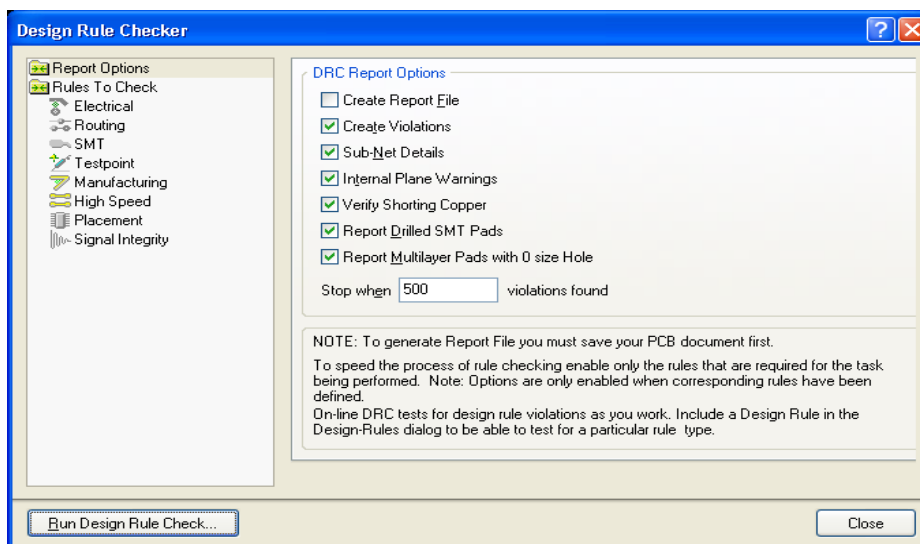 Design Rule Checker
Report Options
Rules To Check
Electrical
Routing
SMT
Testpoint
Manufacturing
High Speed
Placement
Signal Integrity
DRC Report Options
Create Report File
Create Violations
Sub-Net Details
Internal Plane Warnings
Verify Shorting Copper
Report Drilled SMT Pads
Report Multilayer Pads with 0 size Hole
Stop when 500 violations found
NOTE: To generate Report File you must save your PCB document first.
To speed the process of rule checking enable only the rules that are required for the task
being performed. Note: Options are only enabled when corresponding rules have been
defined.
On-line DRC tests for design rule violations as you work. Include a Design Rule in the
Design-Rules dialog to be able to test for a particular rule type.
Run Design Rule Check...
Close